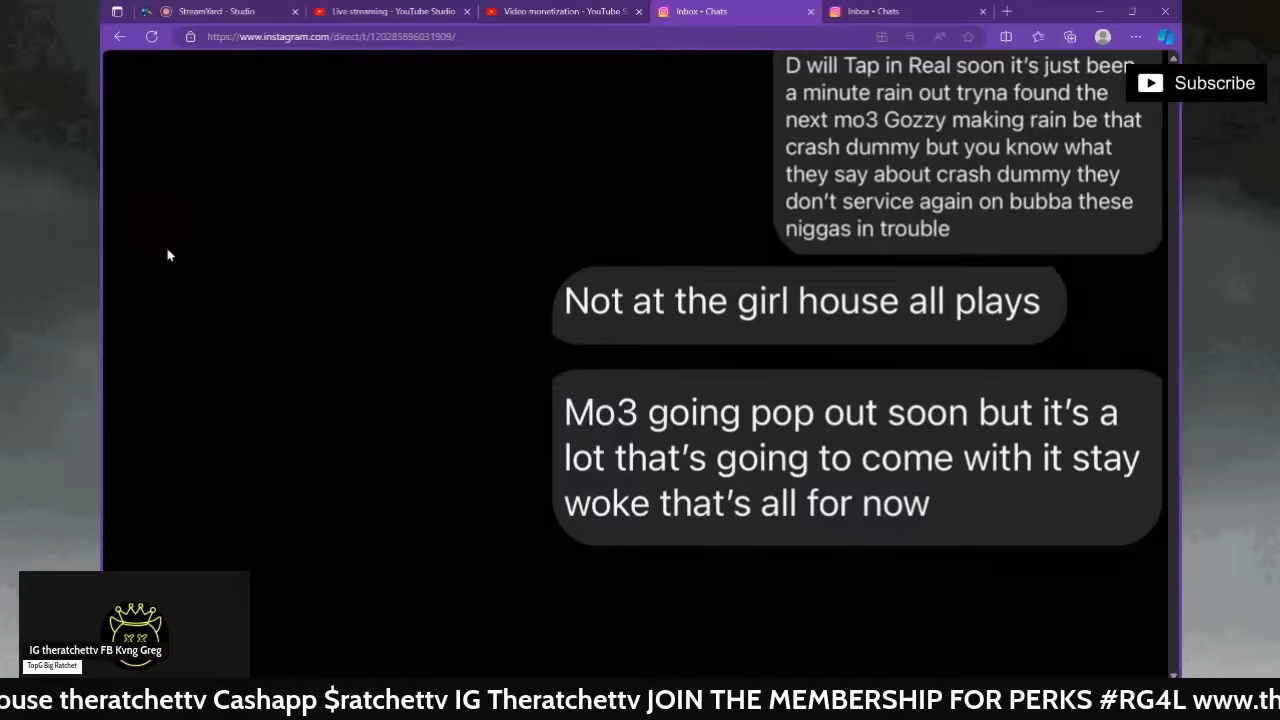 StreamYard - Studio
Live streaming - YouTube Studio
Video monetization - YouTube S
Inbox • Chats
Inbox • Chats
https://www.instagram.com/direct/t/120285896031909/
D will Tap in Real soon it's just been
a minute rain out tryna found the
next mo3 Gozzy making rain be that
crash dummy but you know what
they say about crash dummy they
don't service again on bubba these
niggas in trouble
Subscribe
Not at the girl house all plays
Mo3 going pop out soon but it's a
lot that's going to come with it stay
woke that's all for now
IG theratchettv FB Kvng Greg
TopG Big Ratchet
ouse theratchettv Cashapp $ratchettv IG Theratchettv JOIN THE MEMBERSHIP FOR PERKS #RG4L www.th